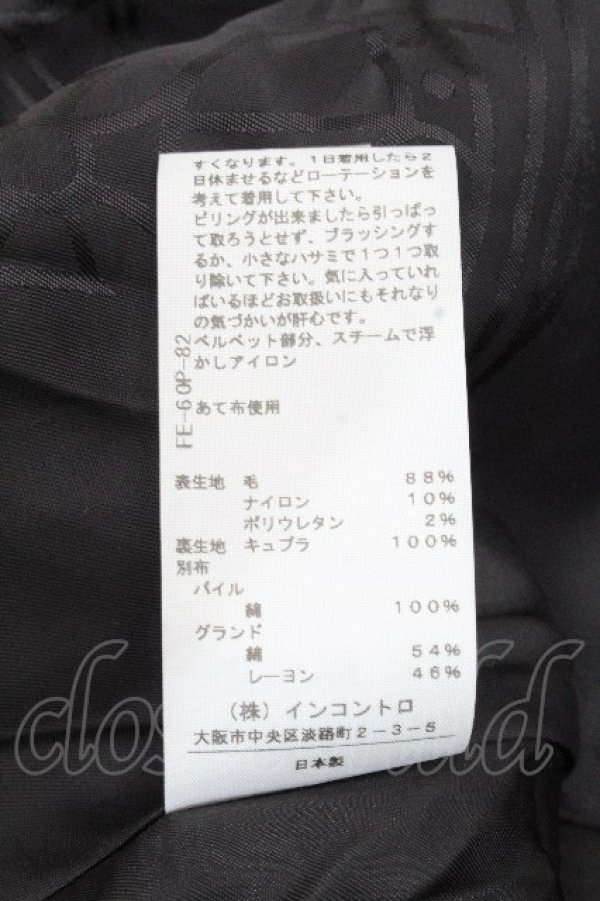 すくなります。1日着用したら2
日休ませるなどローテーションを
考えて着用して下さい。
ピリングが出来ましたら引っぱっ
て取ろうとせず、ブラッシングす
るか、小さなハサミで1つ1つ取
り除いて下さい。気に入っていれ
ばいるほどお取扱いにもそれなり
の気づかいが肝心です。
ベルベット部分、スチームで浮
かしアイロン
あて布使用
FE-60P-82
表生地 毛 88%
ナイロン 10%
ポリウレタン 2%
裏生地 キュプラ 100%
別布
パイル
綿 100%
グランド
綿 54%
レーヨン 46%
(株)インコントロ
大阪市中央区淡路町2-3-5
日本製